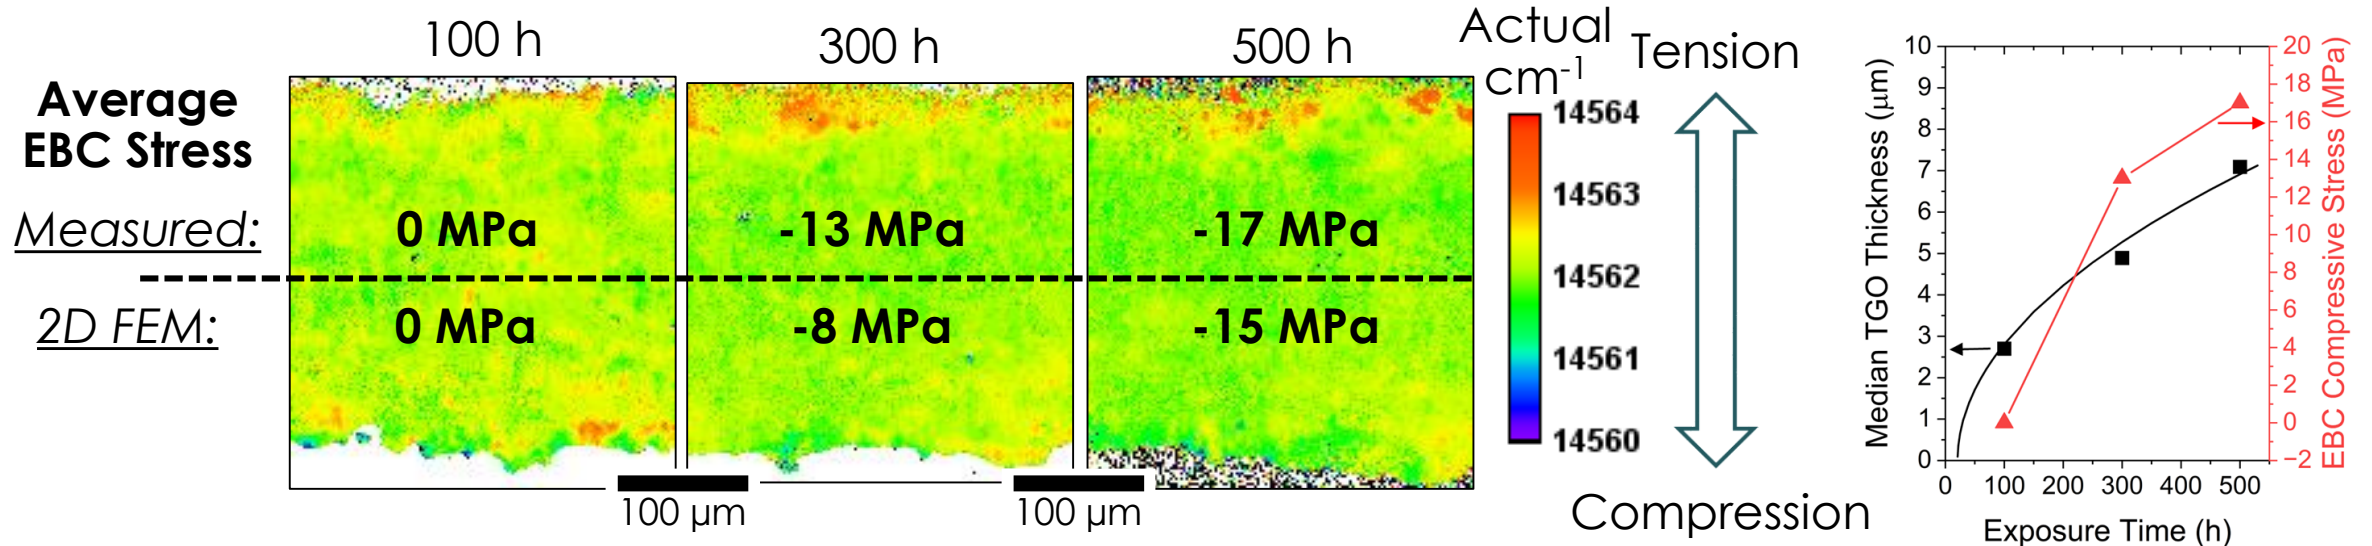 100 h
300 h
500 h
Average
EBC Stress
Measured:
0 MPa
-13 MPa
-17 MPa
2D FEM:
0 MPa
-8 MPa
-15 MPa
100 µm
100 µm
Actual
cm-1
14564
14563
14562
14561
14560
Tension
Compression
Median TGO Thickness (µm)
10
9
8
7
6
5
4
3
2
1
0
0 100 200 300 400 500
Exposure Time (h)
20
18
16
14
12
10
8
6
4
2
0
−2
EBC Compressive Stress (MPa)